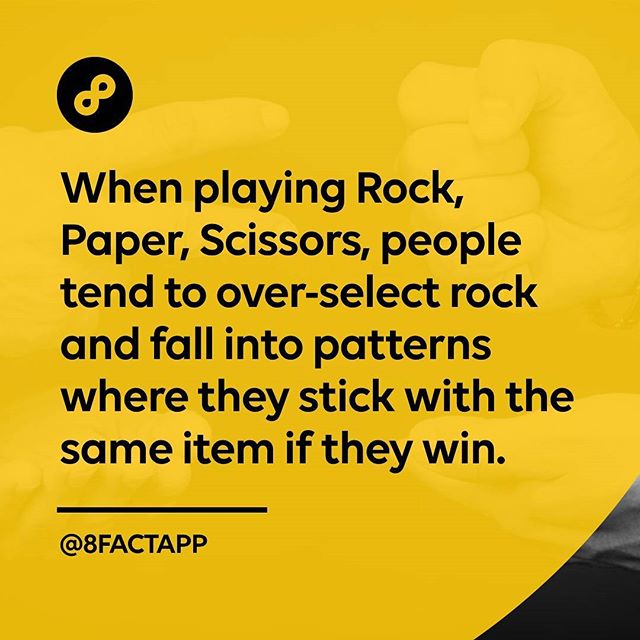 When playing Rock,
Paper, Scissors, people
tend to over-select rock
and fall into patterns
where they stick with the
same item if they win.
@8FACTAPP